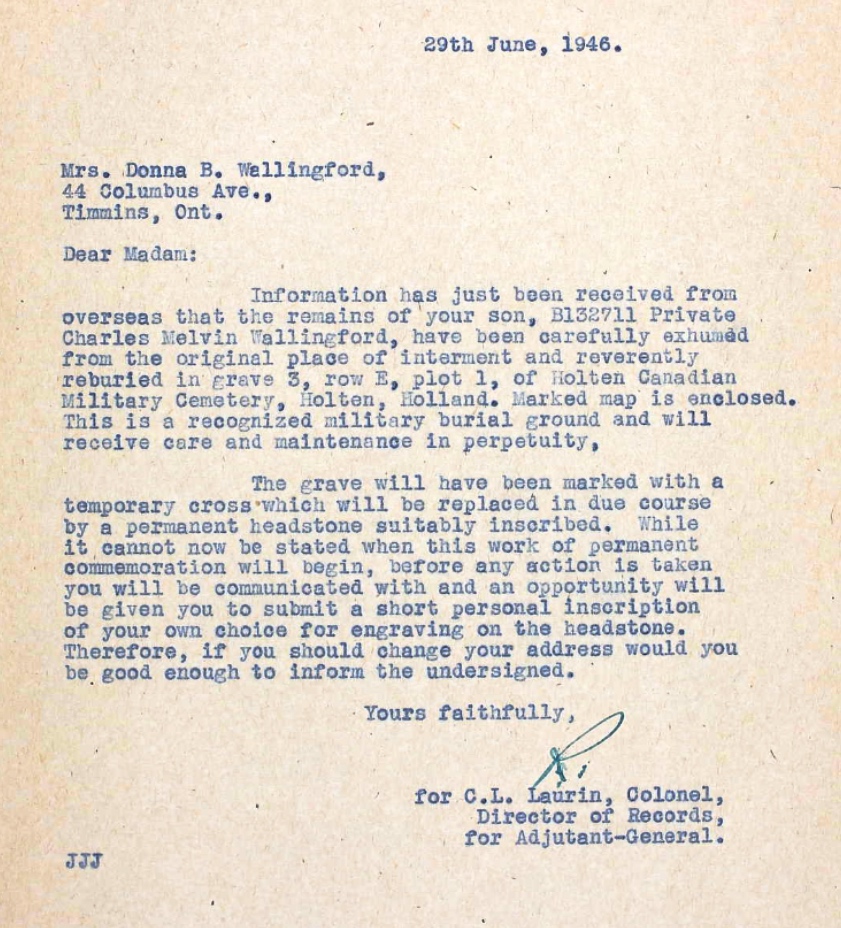 29th June, 1946.
Mrs. Donna B. Wallingford,
44 Columbus Ave.,
Timmins, Ont.
Dear Madam:
Information has just been received from
overseas that the remains of your son, B132711 Private
Charles Melvin Wallingford, have been carefully exhumed
from the original place of interment and reverently
reburied in grave 3, row E, plot 1, of Holten Canadian
Military Cemetery, Holten, Holland. Marked map is enclosed.
This is a recognized military burial ground and will
receive care and maintenance in perpetuity,
The grave will have been marked with a
temporary cross which will be replaced in due course
by a permanent headstone suitably inscribed. While
it cannot now be stated when this work of permanent
commemoration will begin, before any action is taken
you will be communicated with and an opportunity will
be given you to submit a short personal inscription
of your own choice for engraving on the headstone.
Therefore, if you should change your address would you
be good enough to inform the undersigned.
Yours faithfully,
for C.L. Laurin, Colonel,
Director of Records,
for Adjutant-General.
JJJ